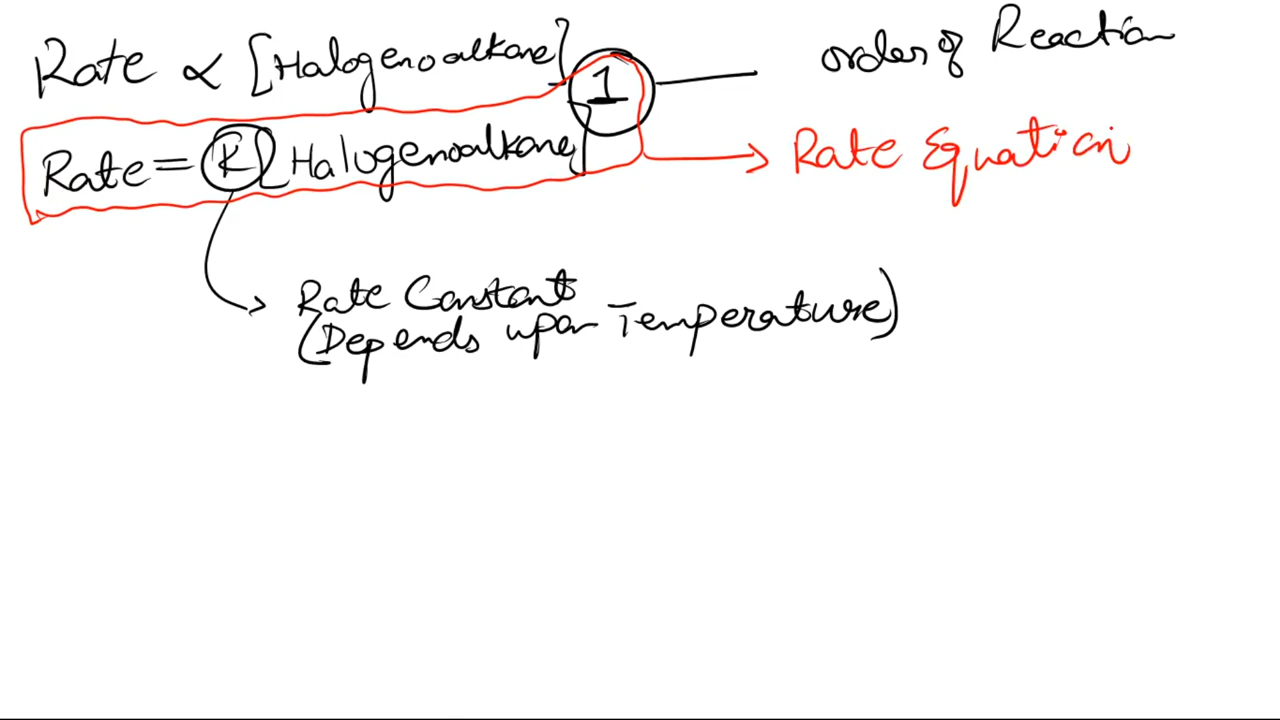 Rate ∝ [Halogenoalkane]¹ order of Reaction
Rate = K[Halogenoalkane]
Rate Equation
Rate Constant
(Depends upon Temperature)